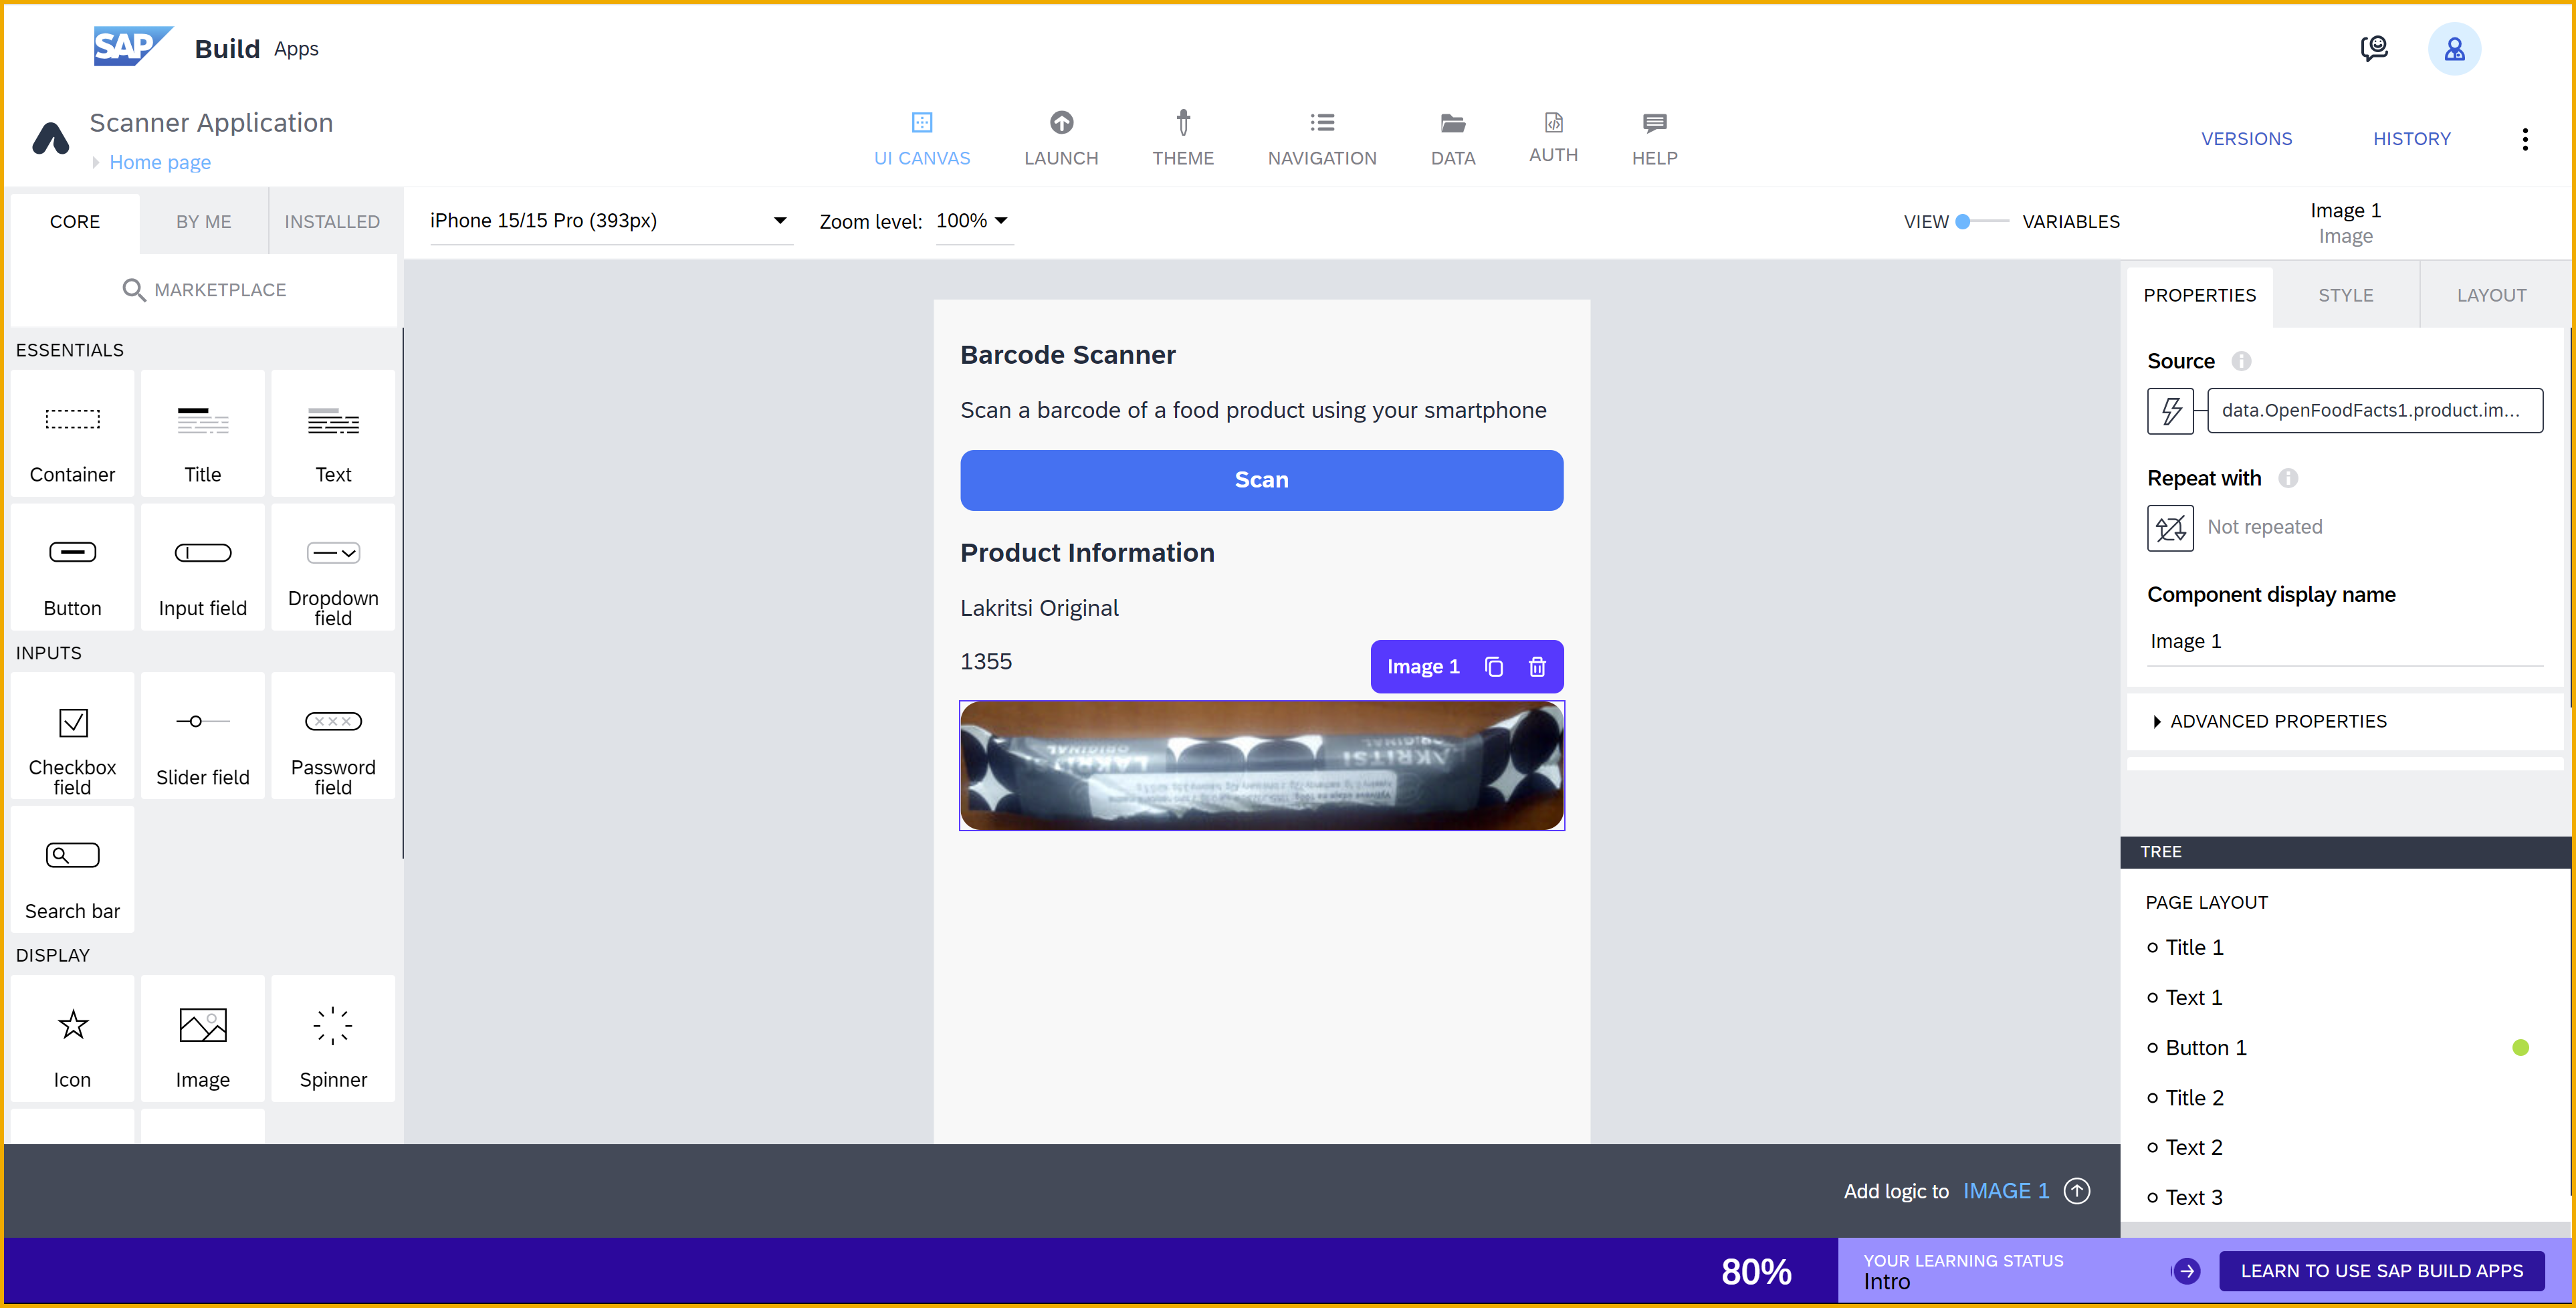 SAP Build Apps
Scanner Application
Home page
UI CANVAS
LAUNCH
THEME
NAVIGATION
DATA
AUTH
HELP
VERSIONS
HISTORY
CORE
BY ME
INSTALLED
iPhone 15/15 Pro (393px)
Zoom level: 100%
VIEW
VARIABLES
Image 1
Image
MARKETPLACE
ESSENTIALS
Container
Title
Text
Button
Input field
Dropdown
field
INPUTS
Checkbox
field
Slider field
Password
field
Search bar
DISPLAY
Icon
Image
Spinner
Barcode Scanner
Scan a barcode of a food product using your smartphone
Scan
Product Information
Lakritsi Original
1355
Image 1
ORIGINAL
LAKRITSI
ORIGINAL
LAKRITSI
Add logic to IMAGE 1
PROPERTIES
STYLE
LAYOUT
Source
data.OpenFoodFacts1.product.im...
Repeat with
Not repeated
Component display name
Image 1
ADVANCED PROPERTIES
TREE
PAGE LAYOUT
Title 1
Text 1
Button 1
Title 2
Text 2
Text 3
80%
YOUR LEARNING STATUS
Intro
LEARN TO USE SAP BUILD APPS